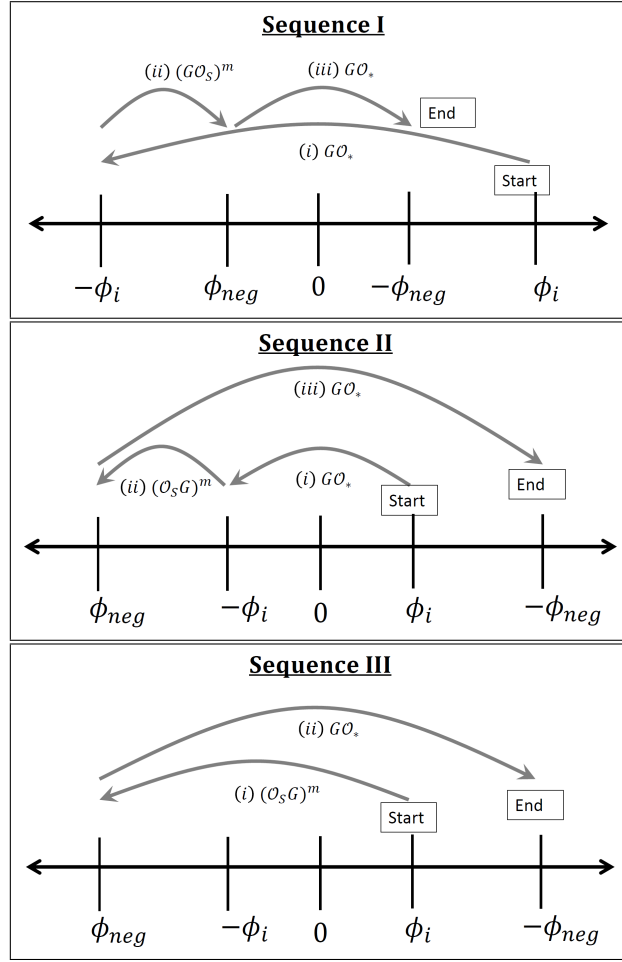 Sequence I
(ii) (GO_S)^m
(iii) GO_*
End
(i) GO_*
Start
−ϕ_i ϕ_neg 0 −ϕ_neg ϕ_i
Sequence II
(iii) GO_*
(ii) (O_S G)^m
(i) GO_*
Start
End
ϕ_neg −ϕ_i 0 ϕ_i −ϕ_neg
Sequence III
(ii) GO_*
(i) (O_S G)^m
Start
End
ϕ_neg −ϕ_i 0 ϕ_i −ϕ_neg